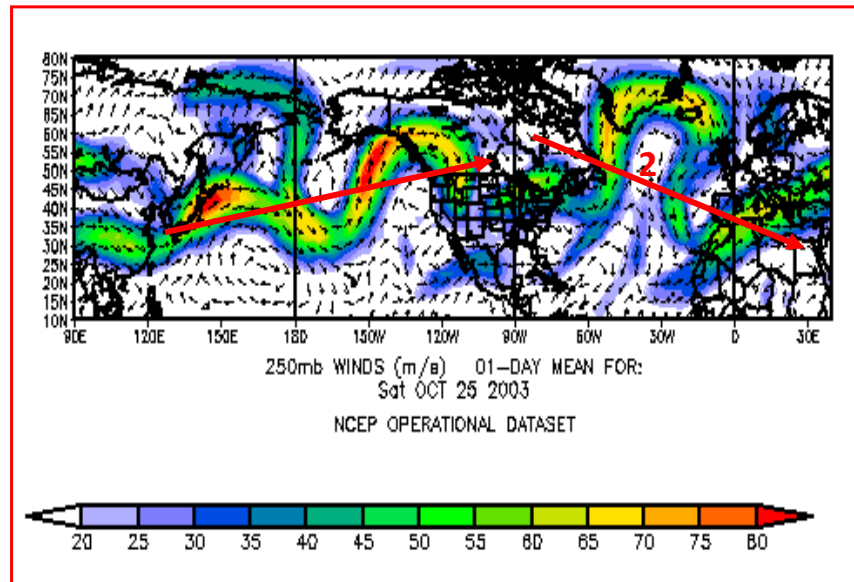 80N
75N
70N
65N
60N
55N
50N
45N
40N
35N
30N
25N
20N
15N
10N
2
90E 120E 150E 180 150W 120W 90W 60W 30W 0 30E
250mb WINDS (m/s) 01-DAY MEAN FOR:
Sat OCT 25 2003
NCEP OPERATIONAL DATASET
20 25 30 35 40 45 50 55 60 65 70 75 80